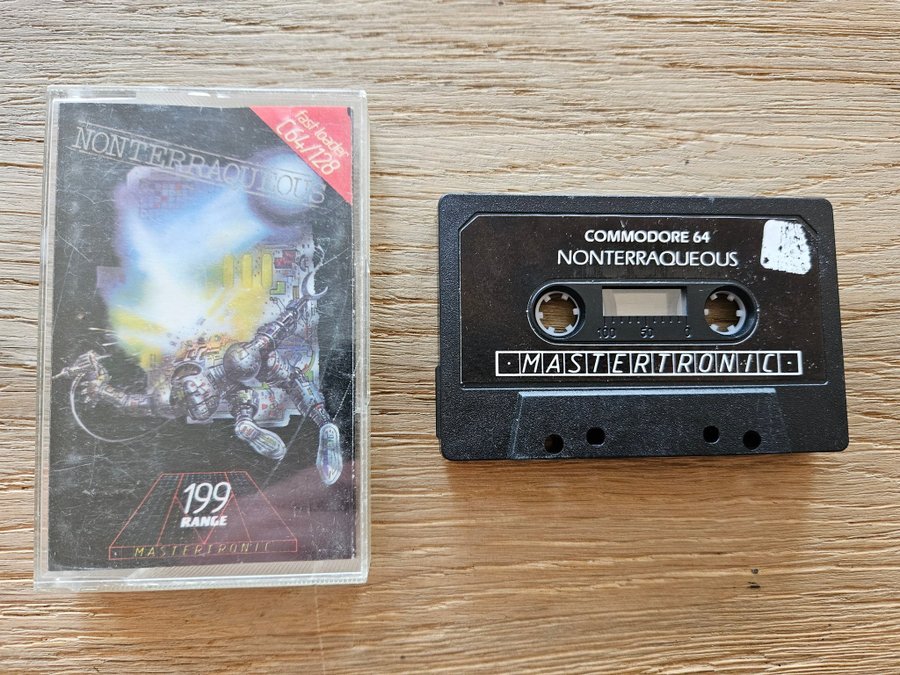 NONTERRAQUEOUS
fast loader
C64/128
199
RANGE
· MASTERTRONIC ·
COMMODORE 64
NONTERRAQUEOUS
100 50 0
· MASTERTRONIC ·